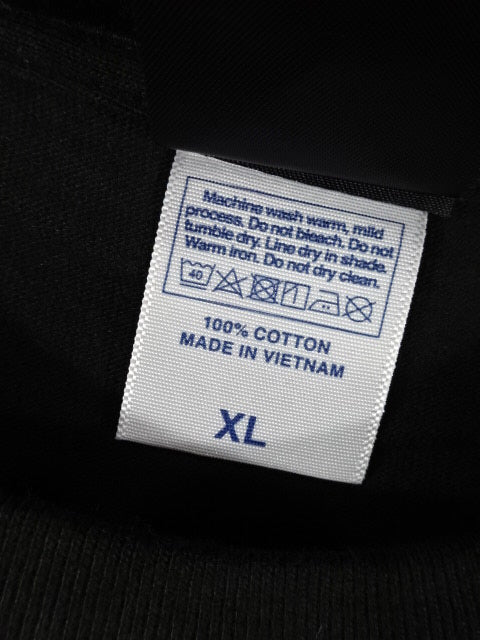 Machine wash warm, mild
process. Do not bleach. Do not
tumble dry. Line dry in shade.
Warm iron. Do not dry clean.
40
100% COTTON
MADE IN VIETNAM
XL